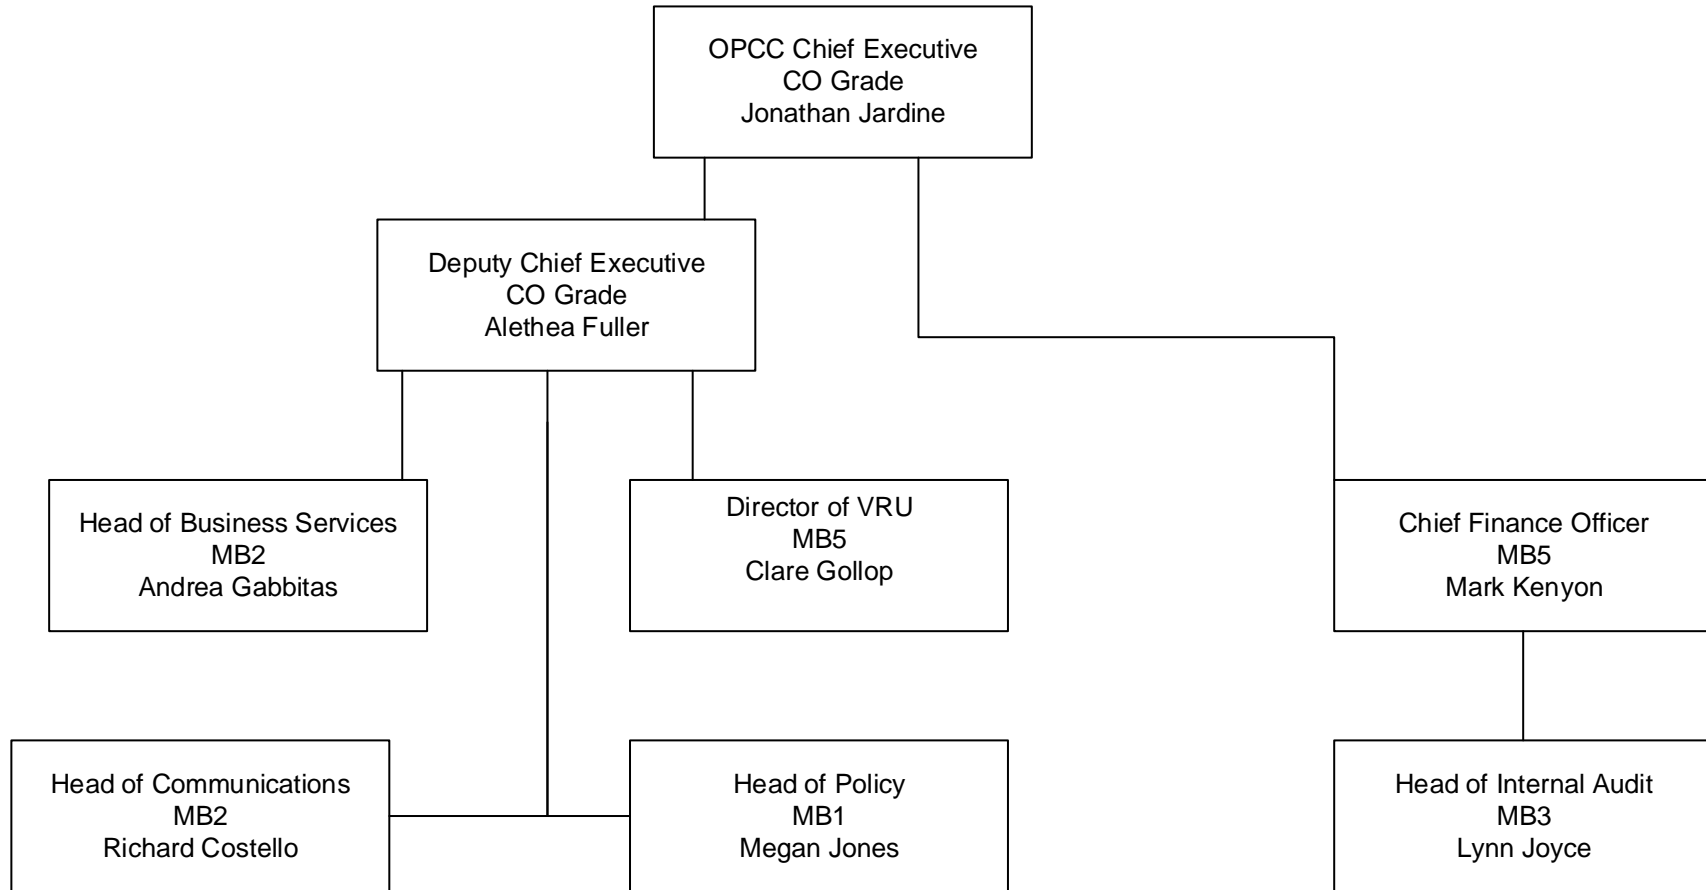 OPCC Chief Executive
CO Grade
Jonathan Jardine
Deputy Chief Executive
CO Grade
Alethea Fuller
Head of Business Services
MB2
Andrea Gabbitas
Director of VRU
MB5
Clare Gollop
Chief Finance Officer
MB5
Mark Kenyon
Head of Communications
MB2
Richard Costello
Head of Policy
MB1
Megan Jones
Head of Internal Audit
MB3
Lynn Joyce